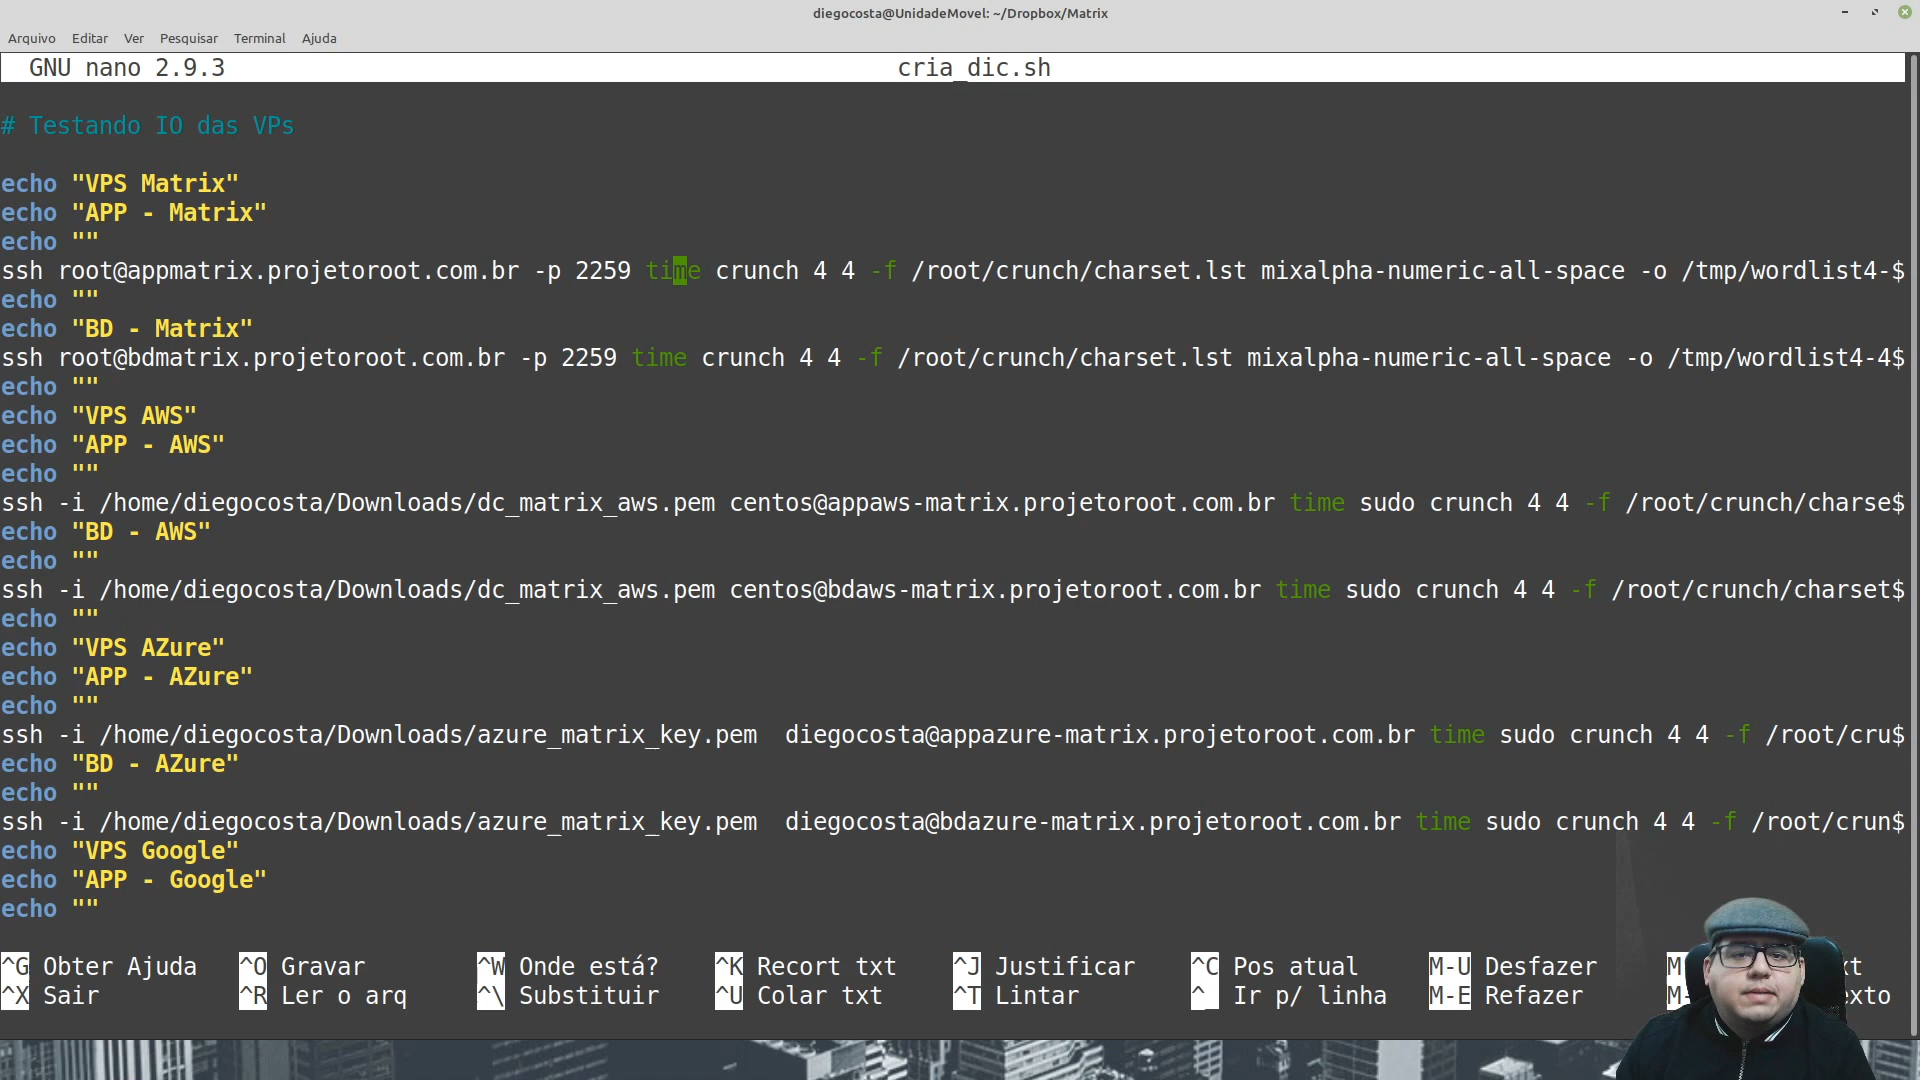 diegocosta@UnidadeMovel: ~/Dropbox/Matrix
Arquivo Editar Ver Pesquisar Terminal Ajuda
GNU nano 2.9.3 cria_dic.sh
# Testando IO das VPs
echo "VPS Matrix"
echo "APP - Matrix"
echo ""
ssh root@appmatrix.projetoroot.com.br -p 2259 time crunch 4 4 -f /root/crunch/charset.lst mixalpha-numeric-all-space -o /tmp/wordlist4-$
echo ""
echo "BD - Matrix"
ssh root@bdmatrix.projetoroot.com.br -p 2259 time crunch 4 4 -f /root/crunch/charset.lst mixalpha-numeric-all-space -o /tmp/wordlist4-4$
echo ""
echo "VPS AWS"
echo "APP - AWS"
echo ""
ssh -i /home/diegocosta/Downloads/dc_matrix_aws.pem centos@appaws-matrix.projetoroot.com.br time sudo crunch 4 4 -f /root/crunch/charse$
echo "BD - AWS"
echo ""
ssh -i /home/diegocosta/Downloads/dc_matrix_aws.pem centos@bdaws-matrix.projetoroot.com.br time sudo crunch 4 4 -f /root/crunch/charset$
echo ""
echo "VPS AZure"
echo "APP - AZure"
echo ""
ssh -i /home/diegocosta/Downloads/azure_matrix_key.pem  diegocosta@appazure-matrix.projetoroot.com.br time sudo crunch 4 4 -f /root/cru$
echo "BD - AZure"
echo ""
ssh -i /home/diegocosta/Downloads/azure_matrix_key.pem  diegocosta@bdazure-matrix.projetoroot.com.br time sudo crunch 4 4 -f /root/crun$
echo "VPS Google"
echo "APP - Google"
echo ""
^G Obter Ajuda ^O Gravar ^W Onde está? ^K Recort txt ^J Justificar ^C Pos atual M-U Desfazer
^X Sair ^R Ler o arq ^\ Substituir ^U Colar txt ^T Lintar ^_ Ir p/ linha M-E Refazer